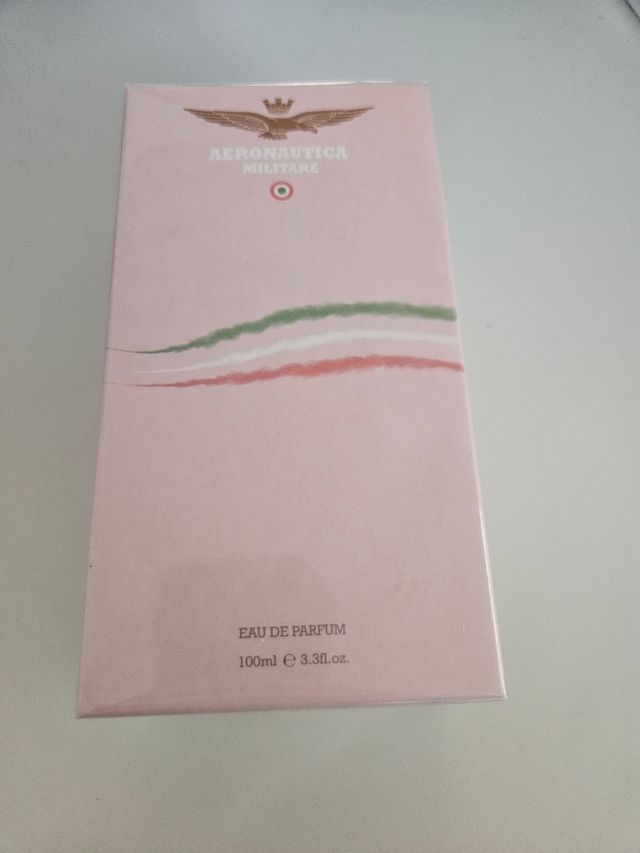 AERONAUTICA
MILITARE
EAU DE PARFUM
100ml ℮ 3.3fl.oz.